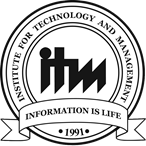 INSTITUTE FOR TECHNOLOGY AND MANAGEMENT
itm
INFORMATION IS LIFE
· 1991 ·